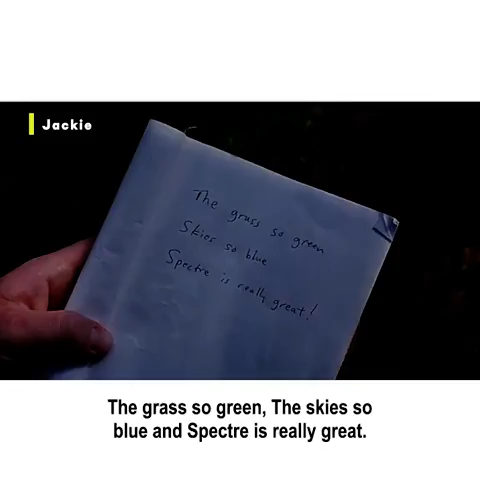 Jackie
The grass so green
Skies so blue
Spectre is really great!
The grass so green, The skies so
blue and Spectre is really great.